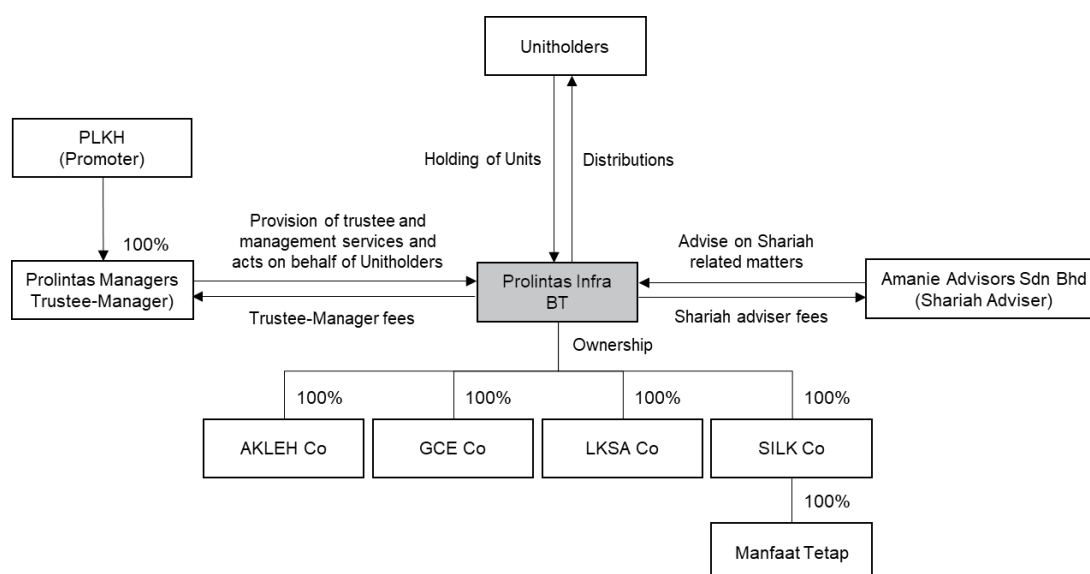 Unitholders
PLKH
(Promoter)
Holding of Units
Distributions
100%
Provision of trustee and
management services and
acts on behalf of Unitholders
Advise on Shariah
related matters
Prolintas Managers
Trustee-Manager)
Prolintas Infra
BT
Amanie Advisors Sdn Bhd
(Shariah Adviser)
Trustee-Manager fees
Shariah adviser fees
Ownership
100%
100%
100%
100%
AKLEH Co
GCE Co
LKSA Co
SILK Co
100%
Manfaat Tetap